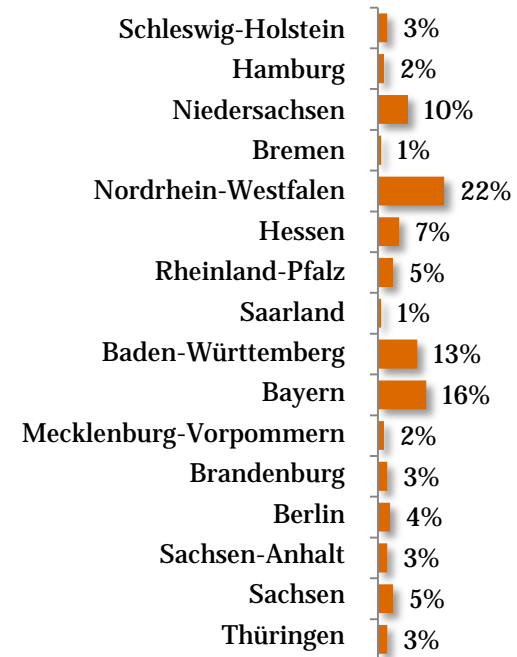 Schleswig-Holstein 3%
Hamburg 2%
Niedersachsen 10%
Bremen 1%
Nordrhein-Westfalen 22%
Hessen 7%
Rheinland-Pfalz 5%
Saarland 1%
Baden-Württemberg 13%
Bayern 16%
Mecklenburg-Vorpommern 2%
Brandenburg 3%
Berlin 4%
Sachsen-Anhalt 3%
Sachsen 5%
Thüringen 3%